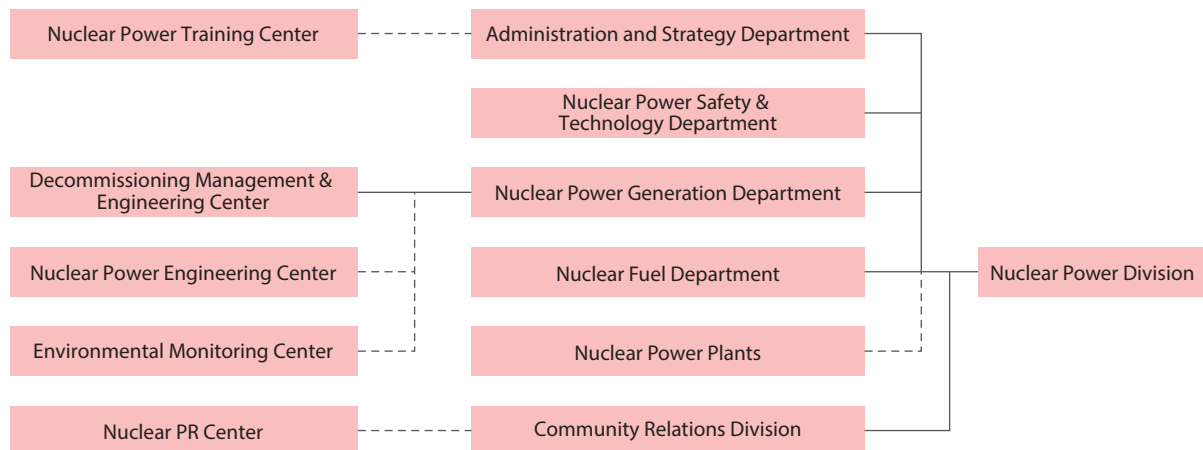 Nuclear Power Training Center
Administration and Strategy Department
Nuclear Power Safety &
Technology Department
Decommissioning Management &
Engineering Center
Nuclear Power Generation Department
Nuclear Power Engineering Center
Nuclear Fuel Department
Nuclear Power Division
Environmental Monitoring Center
Nuclear Power Plants
Nuclear PR Center
Community Relations Division